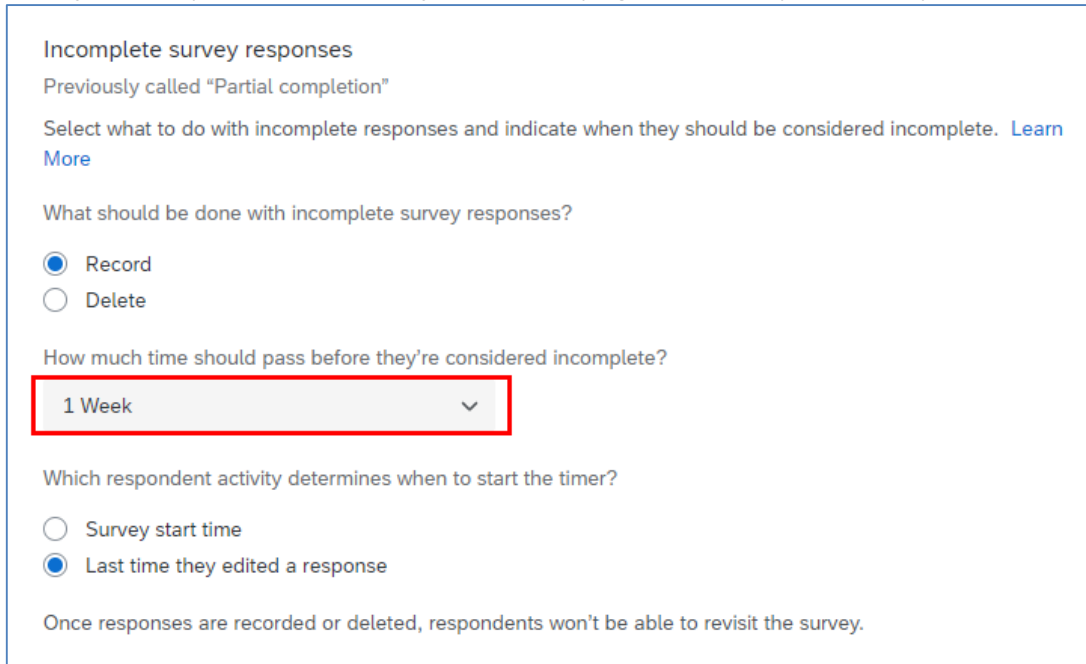 Incomplete survey responses
Previously called “Partial completion”
Select what to do with incomplete responses and indicate when they should be considered incomplete. Learn
More
What should be done with incomplete survey responses?
Record
Delete
How much time should pass before they’re considered incomplete?
1 Week
Which respondent activity determines when to start the timer?
Survey start time
Last time they edited a response
Once responses are recorded or deleted, respondents won’t be able to revisit the survey.